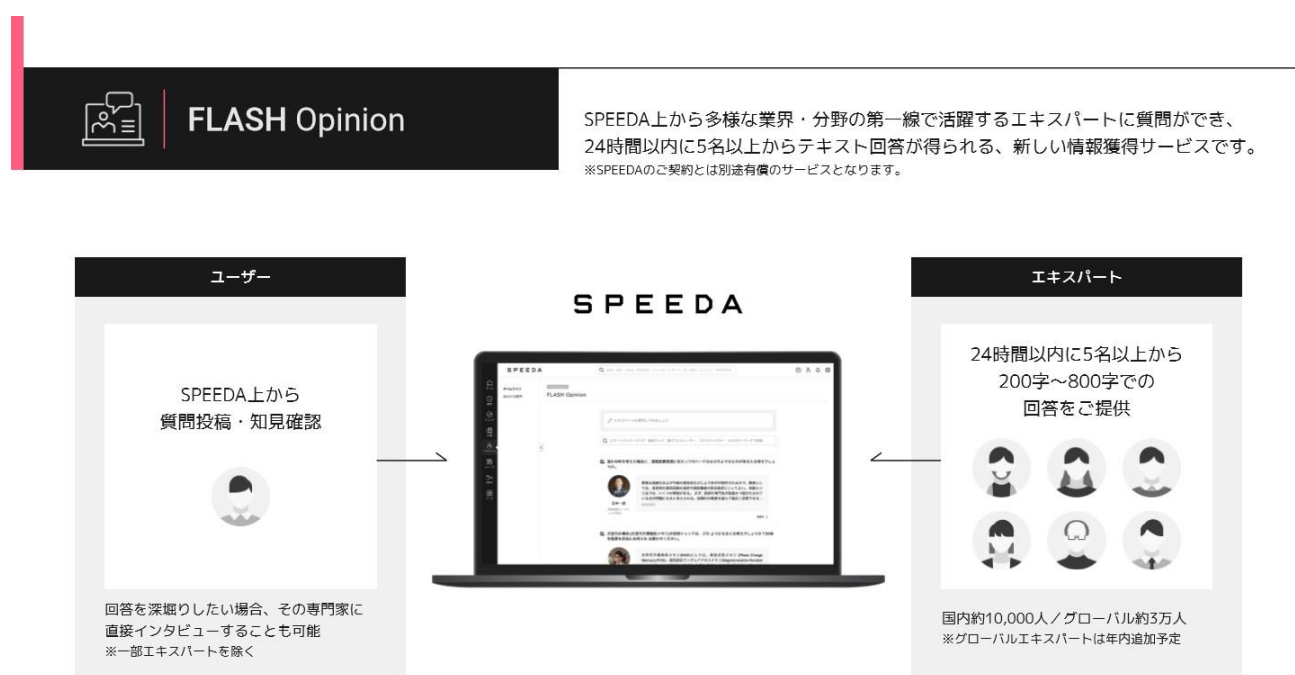 FLASH Opinion
SPEEDA上から多様な業界・分野の第一線で活躍するエキスパートに質問ができ、
24時間以内に5名以上からテキスト回答が得られる、新しい情報獲得サービスです。
※SPEEDAのご契約とは別途有償のサービスとなります。
ユーザー
SPEEDA上から
質問投稿・知見確認
回答を深堀りしたい場合、その専門家に
直接インタビューすることも可能
※一部エキスパートを除く
SPEEDA
SPEEDA
FLASH Opinion
エキスパート
24時間以内に5名以上から
200字～800字での
回答をご提供
国内約10,000人／グローバル約3万人
※グローバルエキスパートは年内追加予定